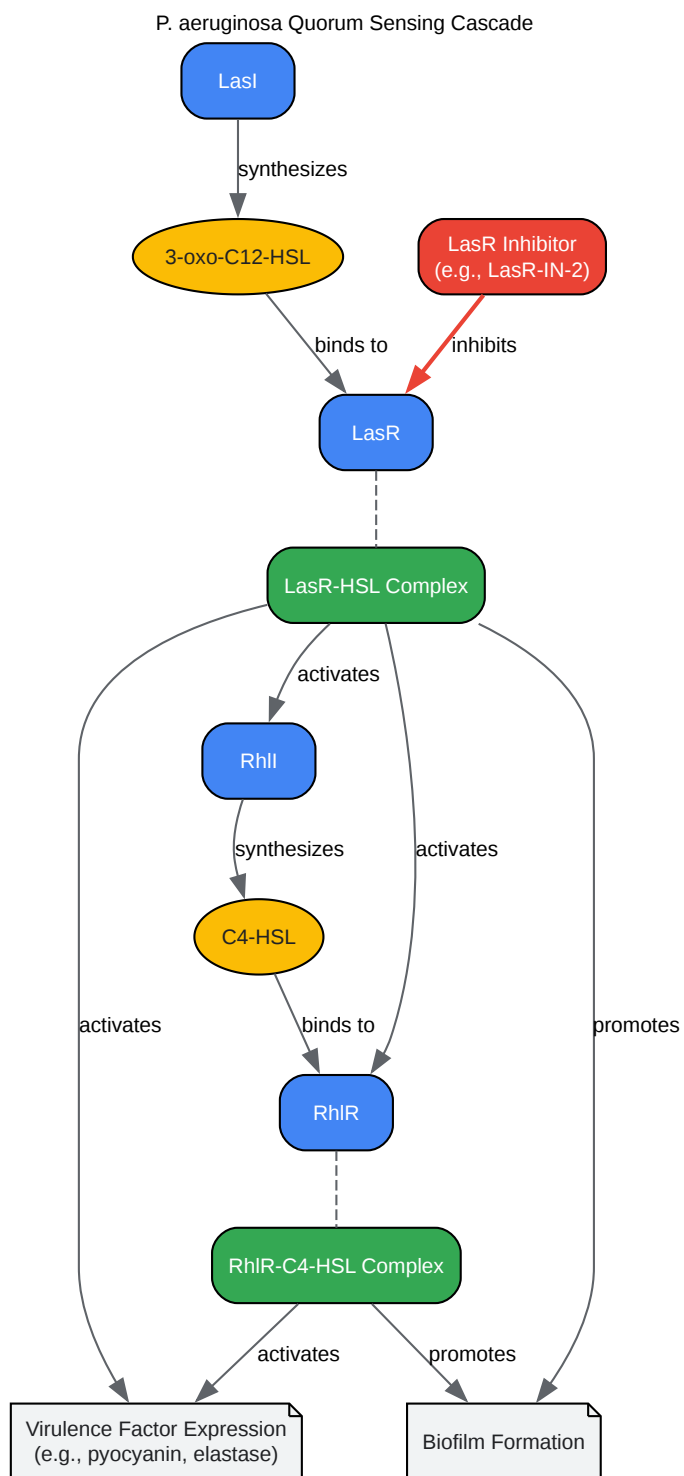 P. aeruginosa Quorum Sensing Cascade
LasI
synthesizes
3-oxo-C12-HSL
LasR Inhibitor
(e.g., LasR-IN-2)
binds to
inhibits
LasR
LasR-HSL Complex
activates
RhlI
synthesizes
activates
C4-HSL
activates
binds to
promotes
RhlR
RhlR-C4-HSL Complex
activates
promotes
Virulence Factor Expression
(e.g., pyocyanin, elastase)
Biofilm Formation